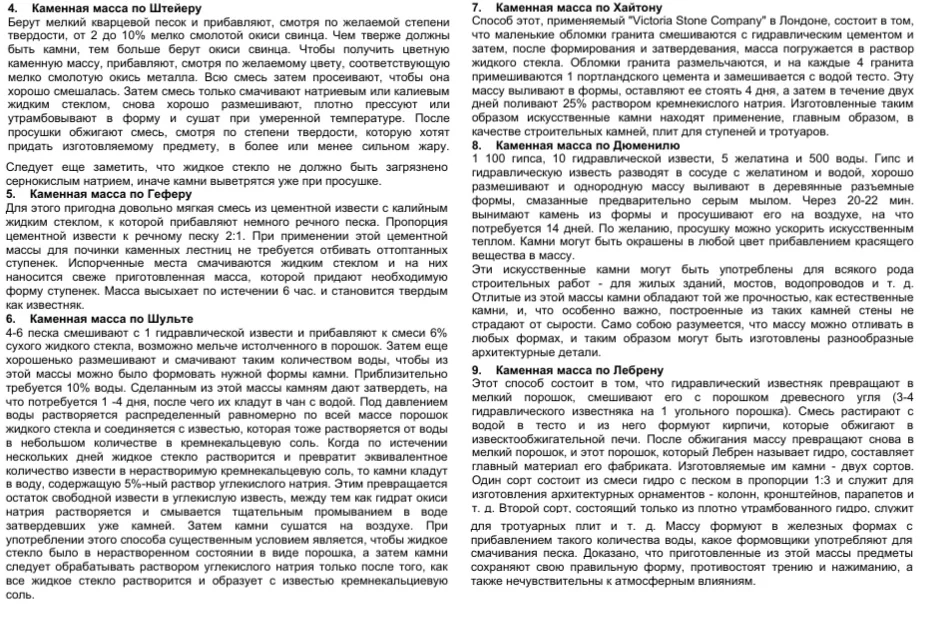 4. Каменная масса по Штейеру
Берут мелкий кварцевой песок и прибавляют, смотря по желаемой степени
твердости, от 2 до 10% мелко смолотой окиси свинца. Чем тверже должны
быть камни, тем больше берут окиси свинца. Чтобы получить цветную
каменную массу, прибавляют, смотря по желаемому цвету, соответствующую
мелко смолотую окись металла. Всю смесь затем просеивают, чтобы она
хорошо смешалась. Затем смесь только смачивают натриевым или калиевым
жидким стеклом, снова хорошо размешивают, плотно прессуют или
утрамбовывают в форму и сушат при умеренной температуре. После
просушки обжигают смесь, смотря по степени твердости, которую хотят
придать изготовляемому предмету, в более или менее сильном жару.
Следует еще заметить, что жидкое стекло не должно быть загрязнено
сернокислым натрием, иначе камни выветрятся уже при просушке.
5. Каменная масса по Геферу
Для этого пригодна довольно мягкая смесь из цементной извести с калийным
жидким стеклом, к которой прибавляют немного речного песка. Пропорция
цементной извести к речному песку 2:1. При применении этой цементной
массы для починки каменных лестниц не требуется отбивать оттоптанных
ступенек. Испорченные места смачиваются жидким стеклом и на них
наносится свеже приготовленная масса, которой придают необходимую
форму ступенек. Масса высыхает по истечении 6 час. и становится твердым
как известняк.
6. Каменная масса по Шульте
4-6 песка смешивают с 1 гидравлической извести и прибавляют к смеси 6%
сухого жидкого стекла, возможно мельче истолченного в порошок. Затем еще
хорошенько размешивают и смачивают таким количеством воды, чтобы из
этой массы можно было формовать нужной формы камни. Приблизительно
требуется 10% воды. Сделанным из этой массы камням дают затвердеть, на
что потребуется 1 -4 дня, после чего их кладут в чан с водой. Под давлением
воды растворяется распределенный равномерно по всей массе порошок
жидкого стекла и соединяется с известью, которая тоже растворяется от воды
в небольшом количестве в кремнекальцевую соль. Когда по истечении
нескольких дней жидкое стекло растворится и превратит эквивалентное
количество извести в нерастворимую кремнекальцевую соль, то камни кладут
в воду, содержащую 5%-ный раствор углекислого натрия. Этим превращается
остаток свободной извести в углекислую известь, между тем как гидрат окиси
натрия растворяется и смывается тщательным промыванием в воде
затвердевших уже камней. Затем камни сушатся на воздухе. При
употреблении этого способа существенным условием является, чтобы жидкое
стекло было в нерастворенном состоянии в виде порошка, а затем камни
следует обрабатывать раствором углекислого натрия только после того, как
все жидкое стекло растворится и образует с известью кремнекальциевую
соль.
7. Каменная масса по Хайтону
Способ этот, применяемый "Victoria Stone Company" в Лондоне, состоит в том,
что маленькие обломки гранита смешиваются с гидравлическим цементом и
затем, после формирования и затвердевания, масса погружается в раствор
жидкого стекла. Обломки гранита размельчаются, и на каждые 4 гранита
примешиваются 1 портландского цемента и замешивается с водой тесто. Эту
массу выливают в формы, оставляют ее стоять 4 дня, а затем в течение двух
дней поливают 25% раствором кремнекислого натрия. Изготовленные таким
образом искусственные камни находят применение, главным образом, в
качестве строительных камней, плит для ступеней и тротуаров.
8. Каменная масса по Дюменилю
1 100 гипса, 10 гидравлической извести, 5 желатина и 500 воды. Гипс и
гидравлическую известь разводят в сосуде с желатином и водой, хорошо
размешивают и однородную массу выливают в деревянные разъемные
формы, смазанные предварительно серым мылом. Через 20-22 мин.
вынимают камень из формы и просушивают его на воздухе, на что
потребуется 14 дней. По желанию, просушку можно ускорить искусственным
теплом. Камни могут быть окрашены в любой цвет прибавлением красящего
вещества в массу.
Эти искусственные камни могут быть употреблены для всякого рода
строительных работ - для жилых зданий, мостов, водопроводов и т. д.
Отлитые из этой массы камни обладают той же прочностью, как естественные
камни, и, что особенно важно, построенные из таких камней стены не
страдают от сырости. Само собою разумеется, что массу можно отливать в
любых формах, и таким образом могут быть изготовлены разнообразные
архитектурные детали.
9. Каменная масса по Лебрену
Этот способ состоит в том, что гидравлический известняк превращают в
мелкий порошок, смешивают его с порошком древесного угля (3-4
гидравлического известняка на 1 угольного порошка). Смесь растирают с
водой в тесто и из него формуют кирпичи, которые обжигают в
известкообжигательной печи. После обжигания массу превращают снова в
мелкий порошок, и этот порошок, который Лебрен называет гидро, составляет
главный материал его фабриката. Изготовляемые им камни - двух сортов.
Один сорт состоит из смеси гидро с песком в пропорции 1:3 и служит для
изготовления архитектурных орнаментов - колонн, кронштейнов, парапетов и
т. д. Второй сорт, состоящий только из плотно утрамбованного гидро, служит
для тротуарных плит и т. д. Массу формуют в железных формах с
прибавлением такого количества воды, какое формовщики употребляют для
смачивания песка. Доказано, что приготовленные из этой массы предметы
сохраняют свою правильную форму, противостоят трению и нажиманию, а
также нечувствительны к атмосферным влияниям.